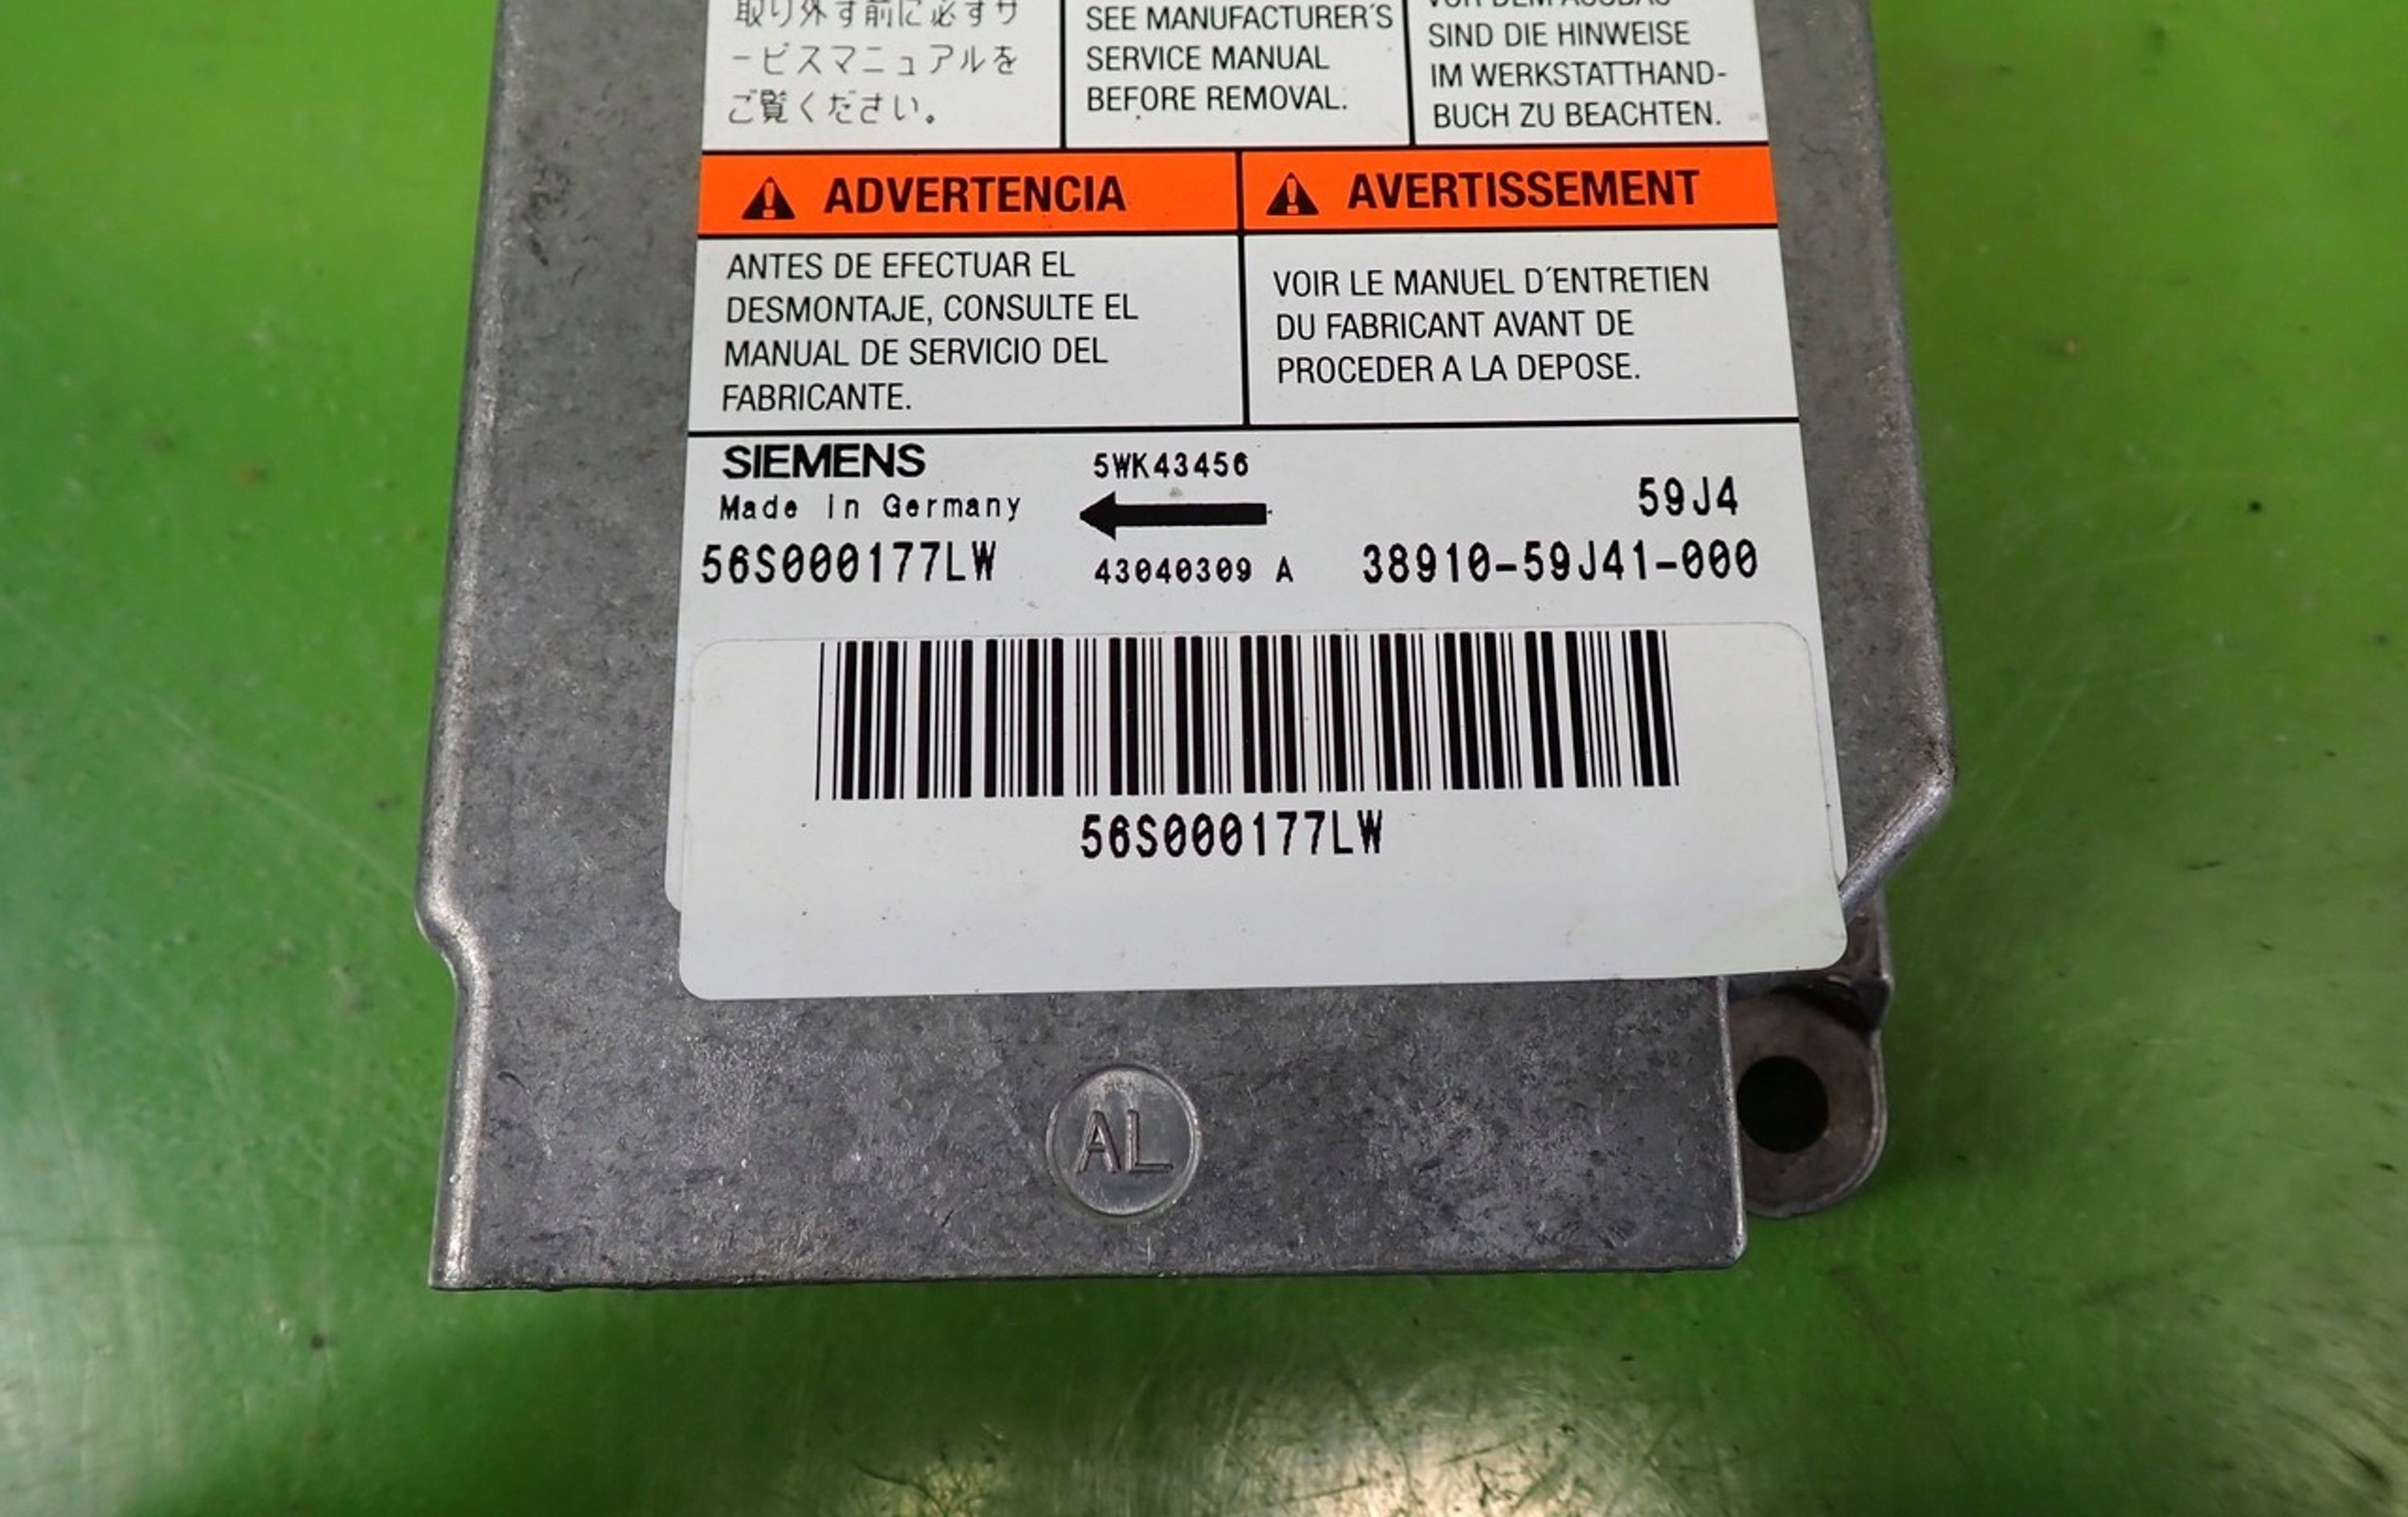 取り外す前に必ずサ
ービスマニュアルを
ご覧ください。
SEE MANUFACTURER´S
SERVICE MANUAL
BEFORE REMOVAL.
VOR DEM AUSBAU
SIND DIE HINWEISE
IM WERKSTATTHAND-
BUCH ZU BEACHTEN.
ADVERTENCIA
AVERTISSEMENT
ANTES DE EFECTUAR EL
DESMONTAJE, CONSULTE EL
MANUAL DE SERVICIO DEL
FABRICANTE.
VOIR LE MANUEL D´ENTRETIEN
DU FABRICANT AVANT DE
PROCEDER A LA DEPOSE.
SIEMENS
5WK43456
59J4
Made in Germany
56S000177LW
43040309 A
38910-59J41-000
56S000177LW
AL